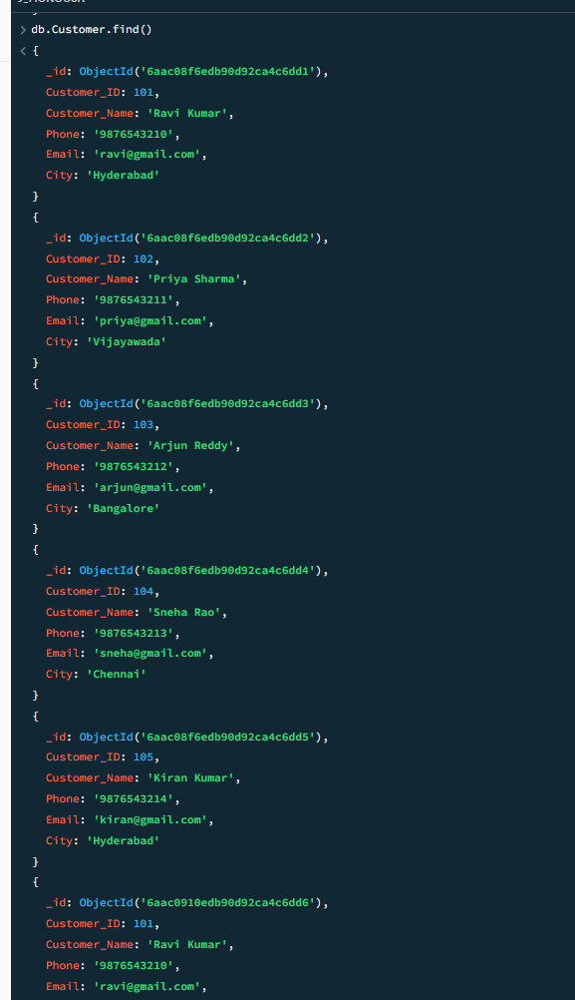 db.Customer.find()
{
_id: ObjectId('6aac08f6edb90d92ca4c6dd1'),
Customer_ID: 101,
Customer_Name: 'Ravi Kumar',
Phone: '9876543210',
Email: 'ravi@gmail.com',
City: 'Hyderabad'
}
{
_id: ObjectId('6aac08f6edb90d92ca4c6dd2'),
Customer_ID: 102,
Customer_Name: 'Priya Sharma',
Phone: '9876543211',
Email: 'priya@gmail.com',
City: 'Vijayawada'
}
{
_id: ObjectId('6aac08f6edb90d92ca4c6dd3'),
Customer_ID: 103,
Customer_Name: 'Arjun Reddy',
Phone: '9876543212',
Email: 'arjun@gmail.com',
City: 'Bangalore'
}
{
_id: ObjectId('6aac08f6edb90d92ca4c6dd4'),
Customer_ID: 104,
Customer_Name: 'Sneha Rao',
Phone: '9876543213',
Email: 'sneha@gmail.com',
City: 'Chennai'
}
{
_id: ObjectId('6aac08f6edb90d92ca4c6dd5'),
Customer_ID: 105,
Customer_Name: 'Kiran Kumar',
Phone: '9876543214',
Email: 'kiran@gmail.com',
City: 'Hyderabad'
}
{
_id: ObjectId('6aac0910edb90d92ca4c6dd6'),
Customer_ID: 101,
Customer_Name: 'Ravi Kumar',
Phone: '9876543210',
Email: 'ravi@gmail.com',